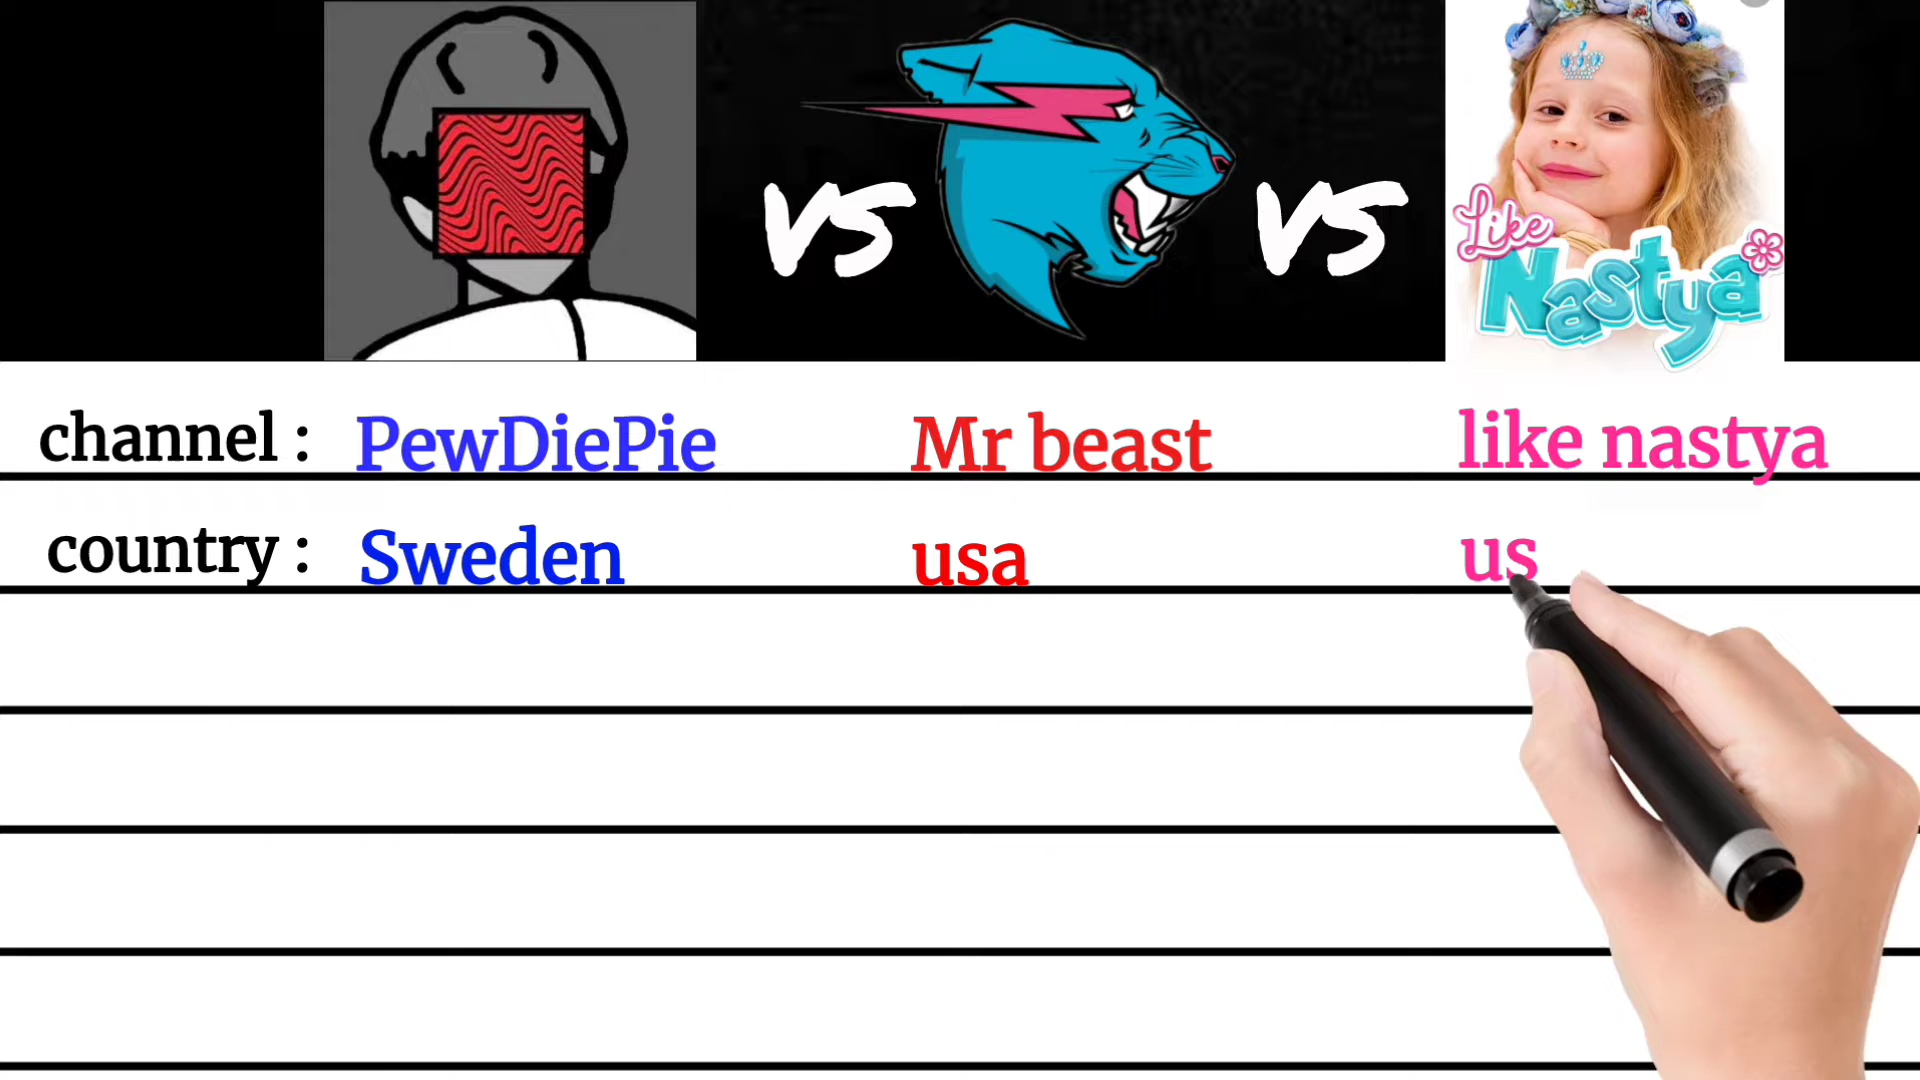 vs vs
Like
Nastya
channel : PewDiePie Mr beast like nastya
country : Sweden usa us